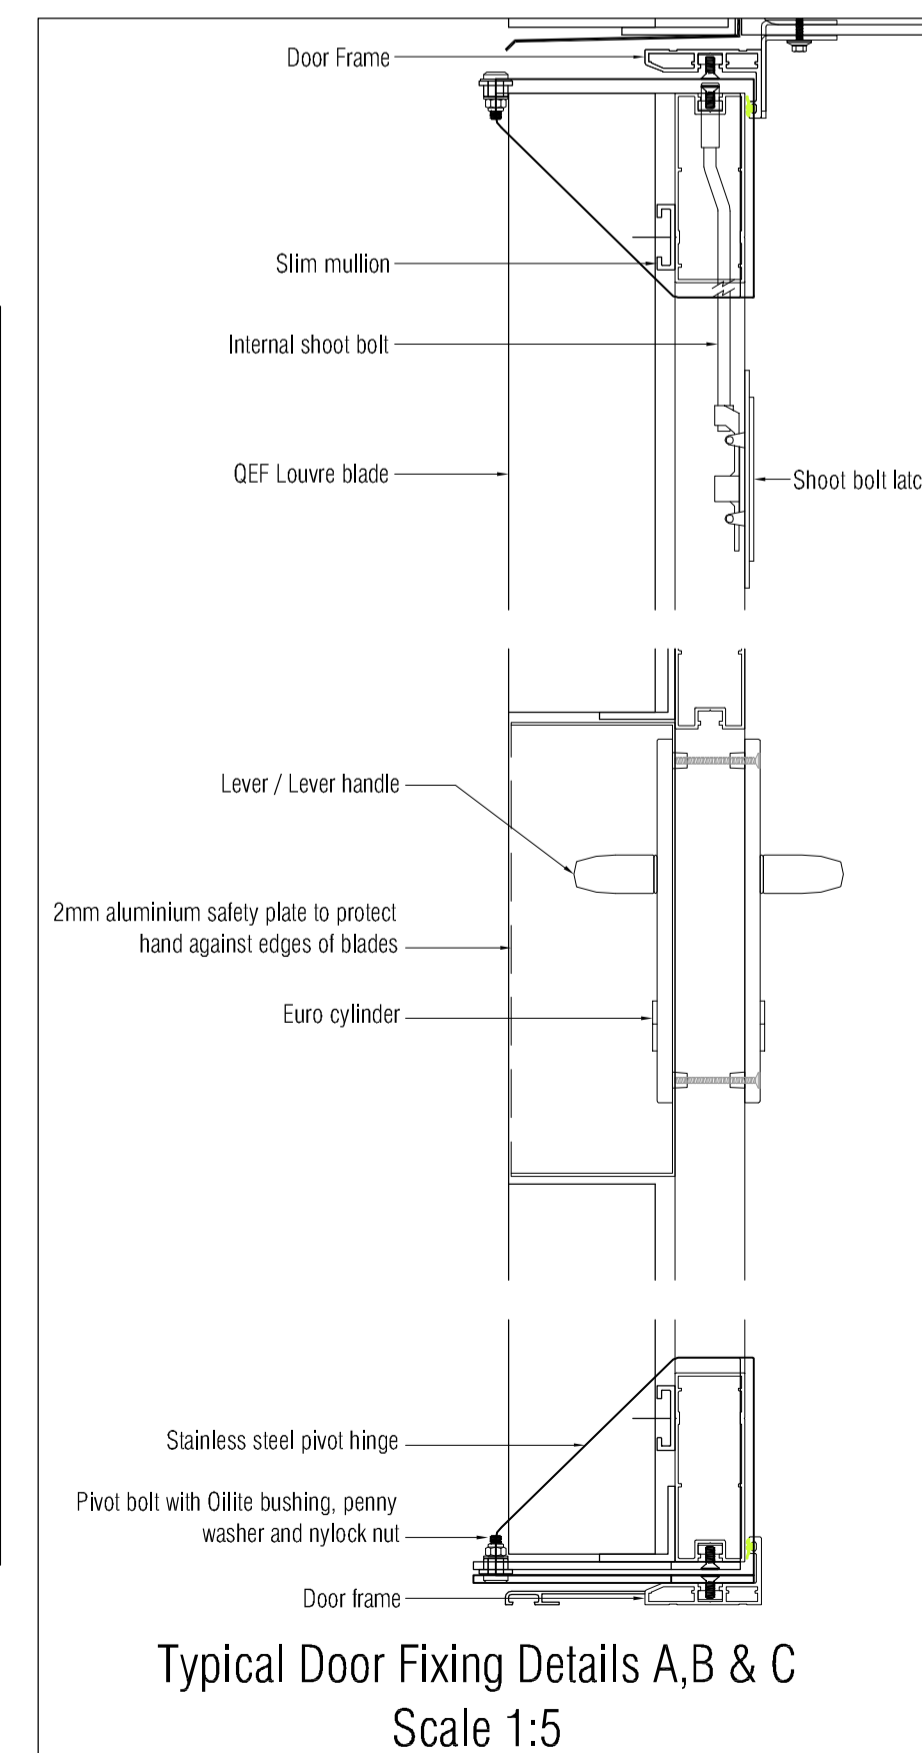 Door Frame
Slim mullion
Internal shoot bolt
QEF Louvre blade
Shoot bolt latc
Lever / Lever handle
2mm aluminium safety plate to protect
hand against edges of blades
Euro cylinder
Stainless steel pivot hinge
Pivot bolt with Oilite bushing, penny
washer and nylock nut
Door frame
Typical Door Fixing Details A,B & C
Scale 1:5